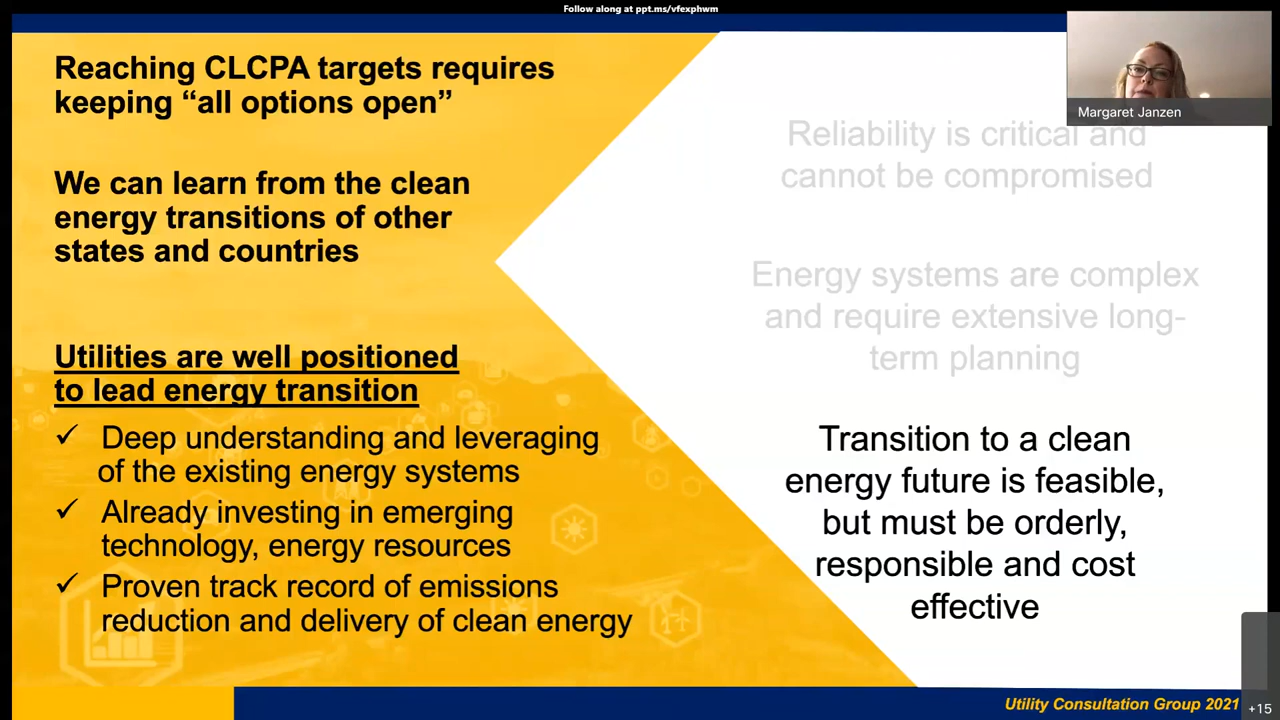 Follow along at ppt.ms/vfexphwm
Reaching CLCPA targets requires
keeping “all options open”
We can learn from the clean
energy transitions of other
states and countries
Utilities are well positioned
to lead energy transition
✓ Deep understanding and leveraging
of the existing energy systems
✓ Already investing in emerging
technology, energy resources
✓ Proven track record of emissions
reduction and delivery of clean energy
Margaret Janzen
Reliability is critical and
cannot be compromised
Energy systems are complex
and require extensive long-
term planning
Transition to a clean
energy future is feasible,
but must be orderly,
responsible and cost
effective
Utility Consultation Group 2021
+15